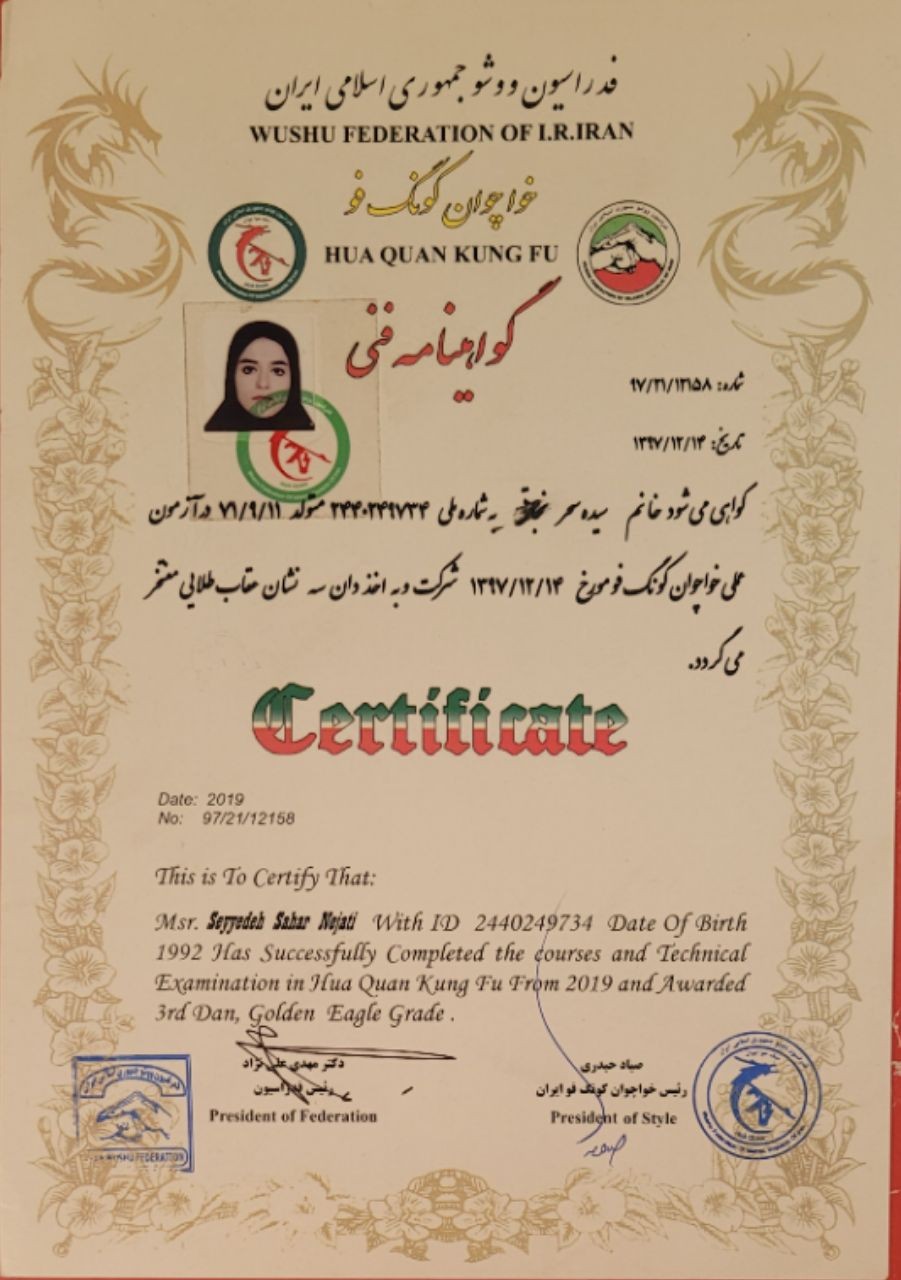 فدراسیون ووشو جمهوری اسلامی ایران
WUSHU FEDERATION OF I.R.IRAN
خواچوان کونگ فو
HUA QUAN KUNG FU
گواهینامه فنی
شماره: ۹۷/۲۱/۱۲۱۵۸
تاریخ: ۱۳۹۷/۱۲/۱۴
گواهی می شود خانم سیده سحر نجاتی به شماره ملی ۲۴۴۰۲۴۹۷۳۴ متولد ۷۱/۹/۱۱ در آزمون
عملی خواچوان کونگ فو مورخ ۱۳۹۷/۱۲/۱۴ شرکت و به اخذ دان سه نشان عقاب طلایی مفتخر
می گردد.
Certificate
Date: 2019
No: 97/21/12158
This is To Certify That:
Msr. Seyyedeh Sahar Nejati With ID 2440249734 Date Of Birth
1992 Has Successfully Completed the courses and Technical
Examination in Hua Quan Kung Fu From 2019 and Awarded
3rd Dan, Golden Eagle Grade .
دکتر مهدی علی نژاد
رئیس فدراسیون
President of Federation
صیاد حیدری
رئیس خواچوان کونگ فو ایران
President of Style
WUSHU FEDERATION